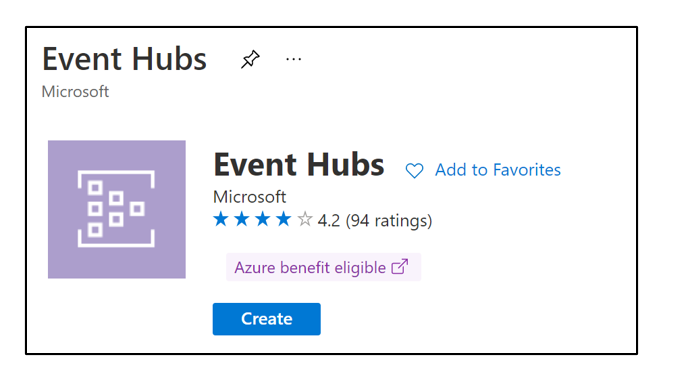 Event Hubs ...
Microsoft
Event Hubs Add to Favorites
Microsoft
4.2 (94 ratings)
Azure benefit eligible
Create